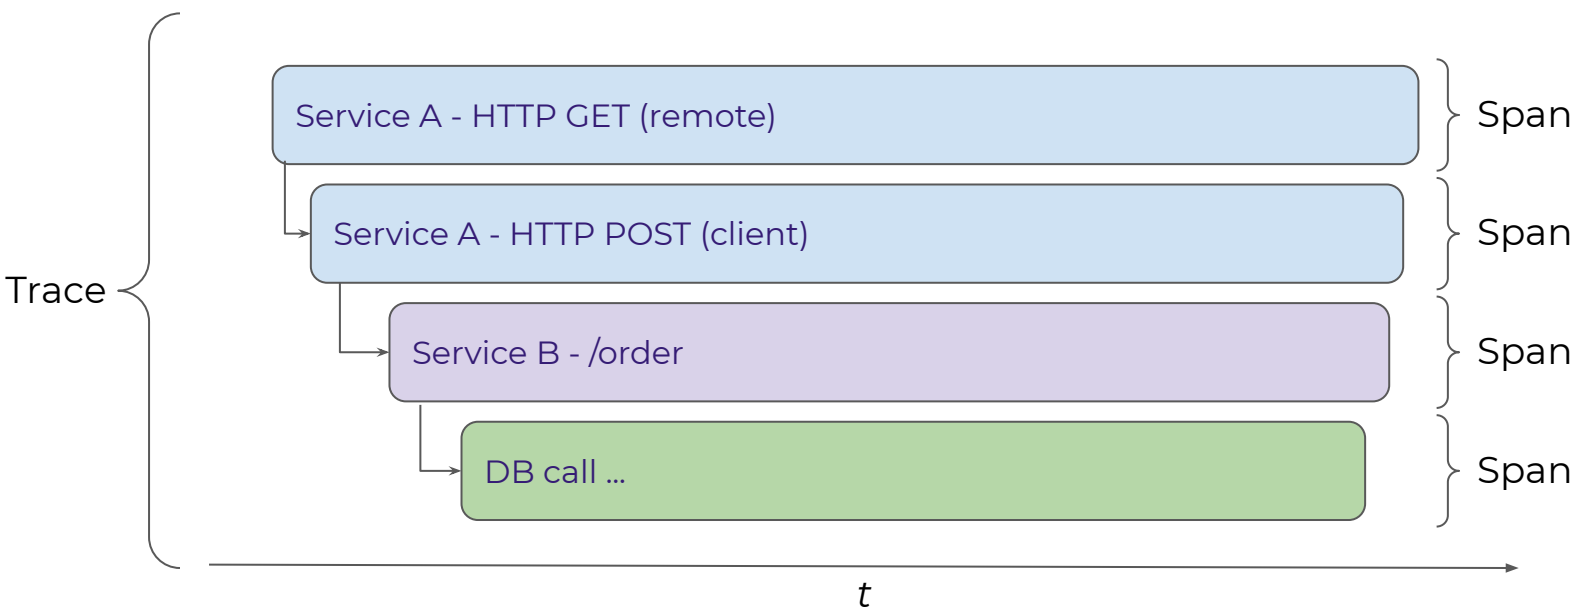 Service A - HTTP GET (remote)
Span
Service A - HTTP POST (client)
Span
Trace
Service B - /order
Span
DB call ...
Span
t